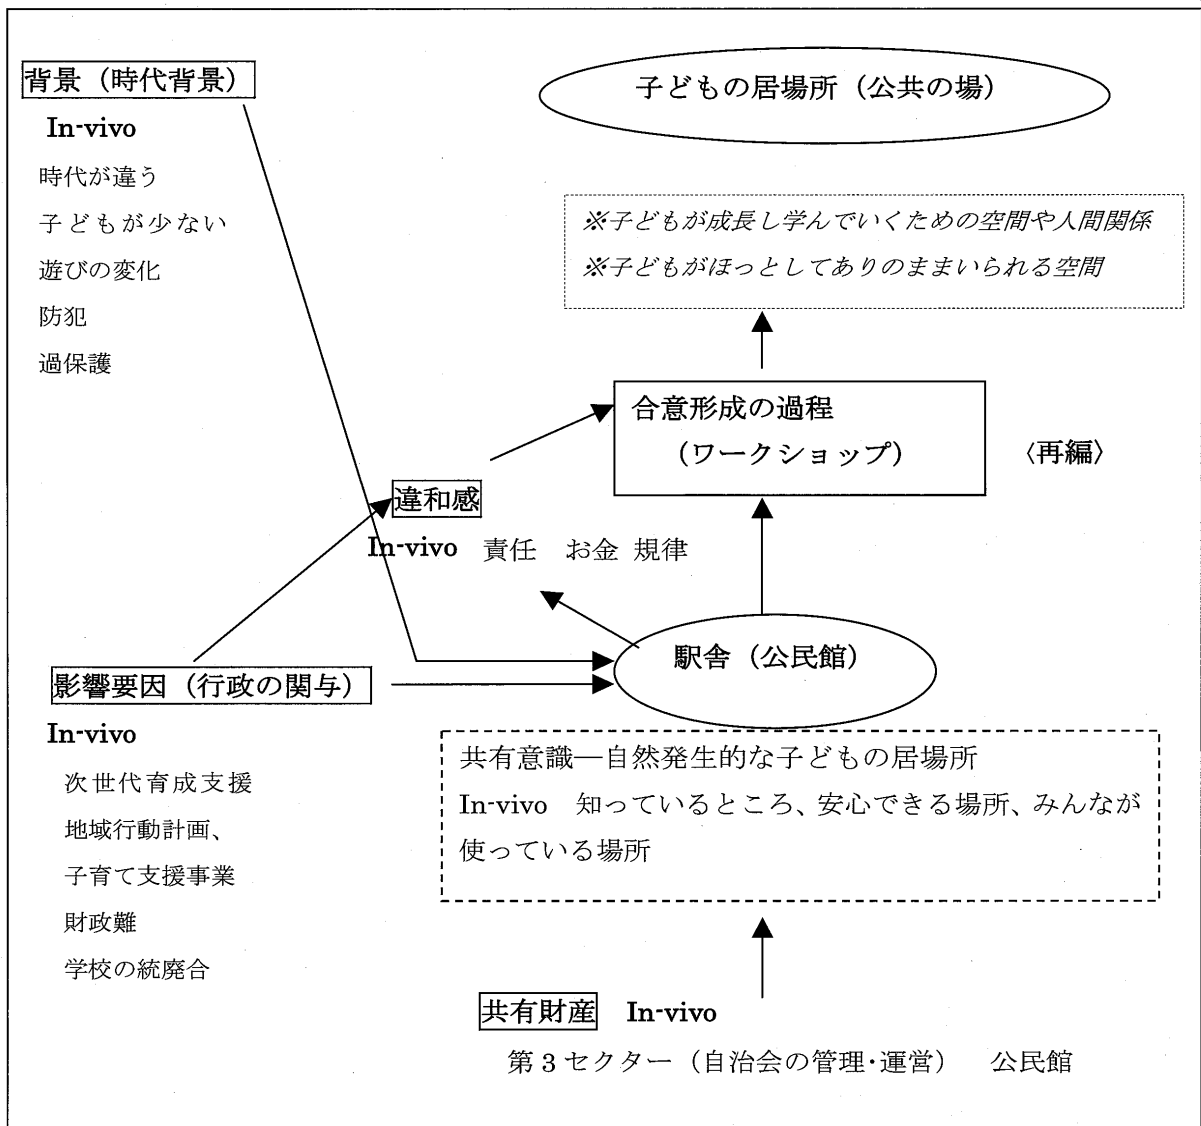 背景（時代背景）
In-vivo
時代が違う
子どもが少ない
遊びの変化
防犯
過保護
子どもの居場所（公共の場）
※子どもが成長し学んでいくための空間や人間関係
※子どもがほっとしてありのままいられる空間
合意形成の過程
（ワークショップ）
〈再編〉
違和感
In-vivo　責任　お金 規律
駅舎（公民館）
影響要因（行政の関与）
In-vivo
次世代育成支援
地域行動計画、
子育て支援事業
財政難
学校の統廃合
共有意識―自然発生的な子どもの居場所
In-vivo　知っているところ、安心できる場所、みんなが
使っている場所
共有財産　In-vivo
第３セクター（自治会の管理・運営）　公民館